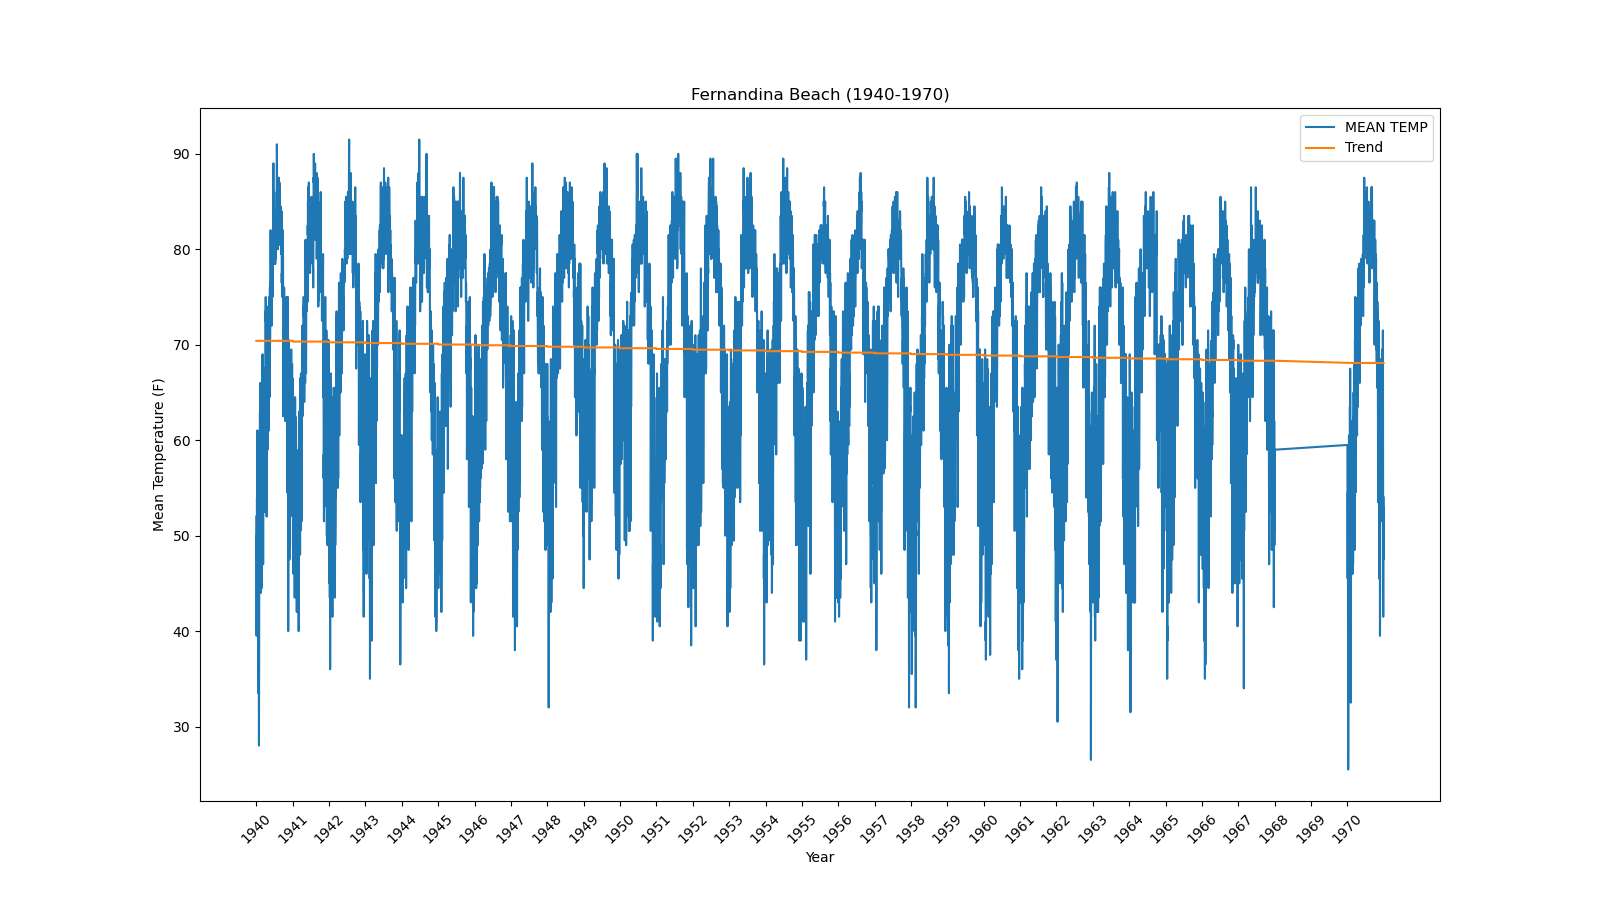 Fernandina Beach (1940-1970)
MEAN TEMP
Trend
90
80
70
60
50
40
30
Mean Temperature (F)
1940 1941 1942 1943 1944 1945 1946 1947 1948 1949 1950 1951 1952 1953 1954 1955 1956 1957 1958 1959 1960 1961 1962 1963 1964 1965 1966 1967 1968 1969 1970
Year